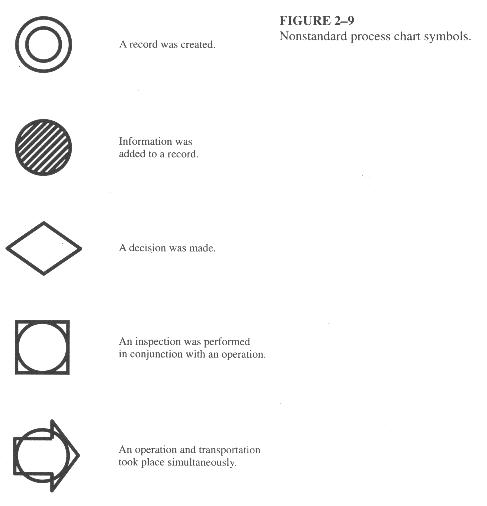 FIGURE 2–9
Nonstandard process chart symbols.
A record was created.
Information was
added to a record.
A decision was made.
An inspection was performed
in conjunction with an operation.
An operation and transportation
took place simultaneously.